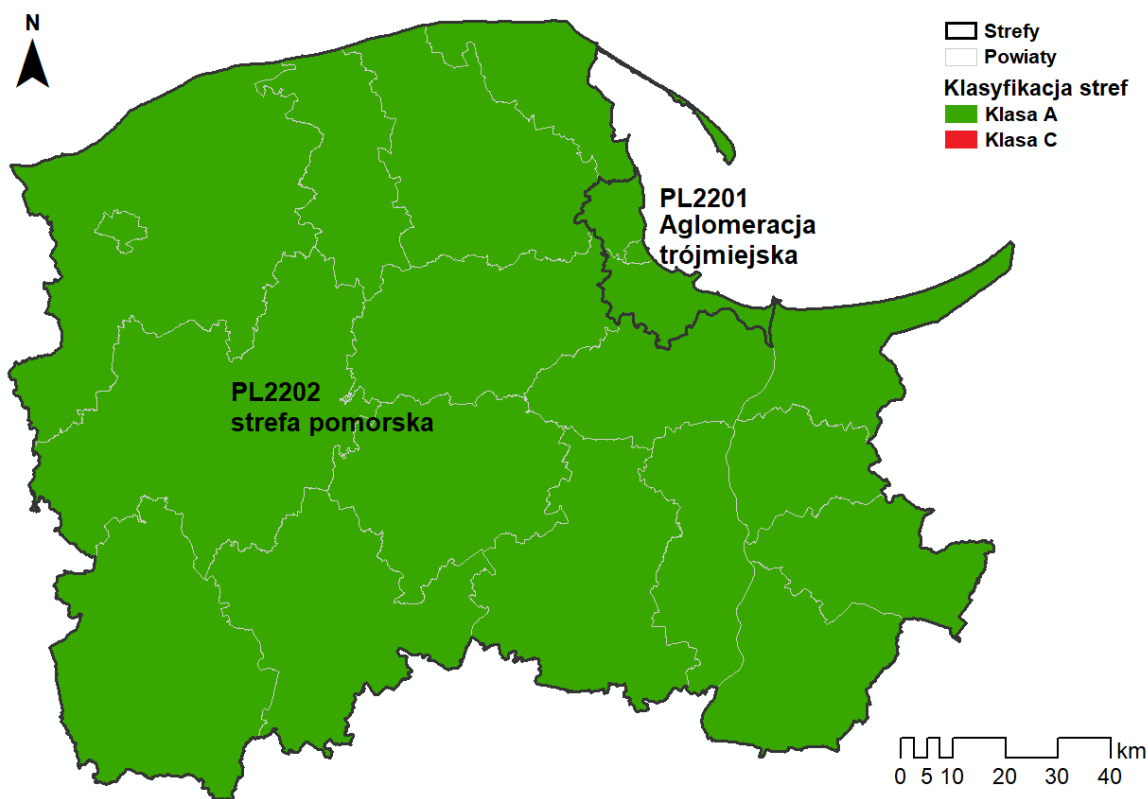 N
Strefy
Powiaty
Klasyfikacja stref
Klasa A
Klasa C
PL2201
Aglomeracja
trójmiejska
PL2202
strefa pomorska
km
0 5 10 20 30 40